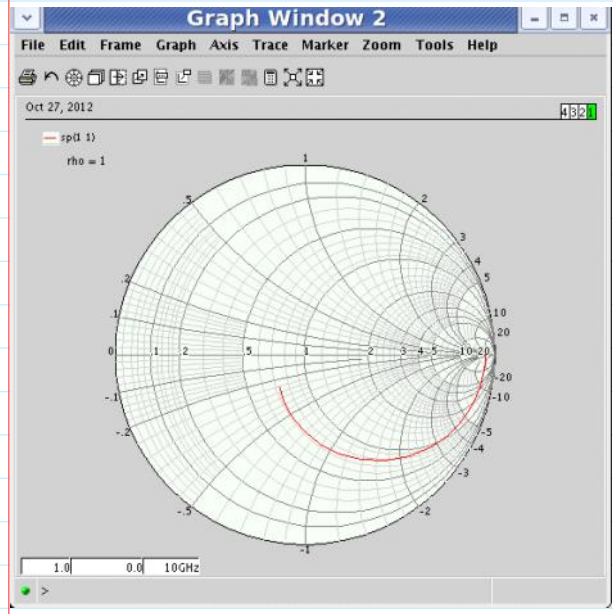 Graph Window 2
File Edit Frame Graph Axis Trace Marker Zoom Tools Help
Oct 27, 2012
4 3 2 1
sp(1 1)
rho = 1
1
.5 2
3
4
5
.2
.1 10
20
0 .1 .2 .5 1 2 3 4 5 10 20
-20
-.1 -10
-.2 -5
-4
-3
-.5 -2
-1
1.0 0.0 10GHz
>